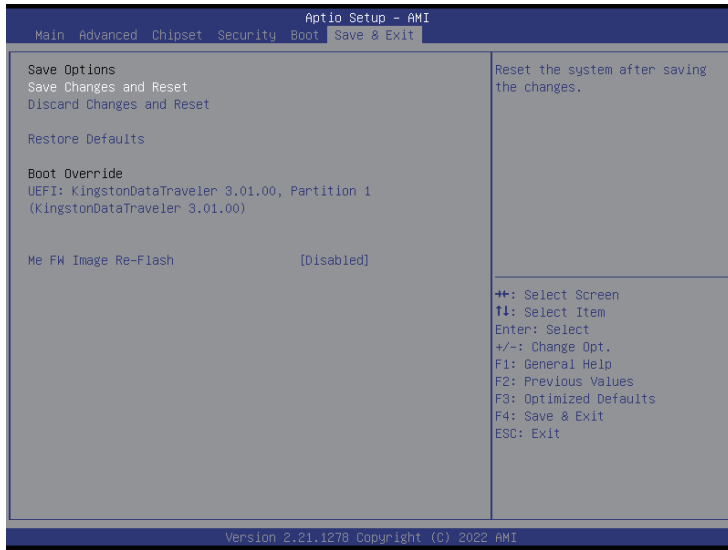 Aptio Setup – AMI
Main Advanced Chipset Security Boot Save & Exit
Save Options
Save Changes and Reset
Discard Changes and Reset
Restore Defaults
Boot Override
UEFI: KingstonDataTraveler 3.01.00, Partition 1
(KingstonDataTraveler 3.01.00)
Me FW Image Re-Flash [Disabled]
Reset the system after saving
the changes.
→←: Select Screen
↑↓: Select Item
Enter: Select
+/-: Change Opt.
F1: General Help
F2: Previous Values
F3: Optimized Defaults
F4: Save & Exit
ESC: Exit
Version 2.21.1278 Copyright (C) 2022 AMI